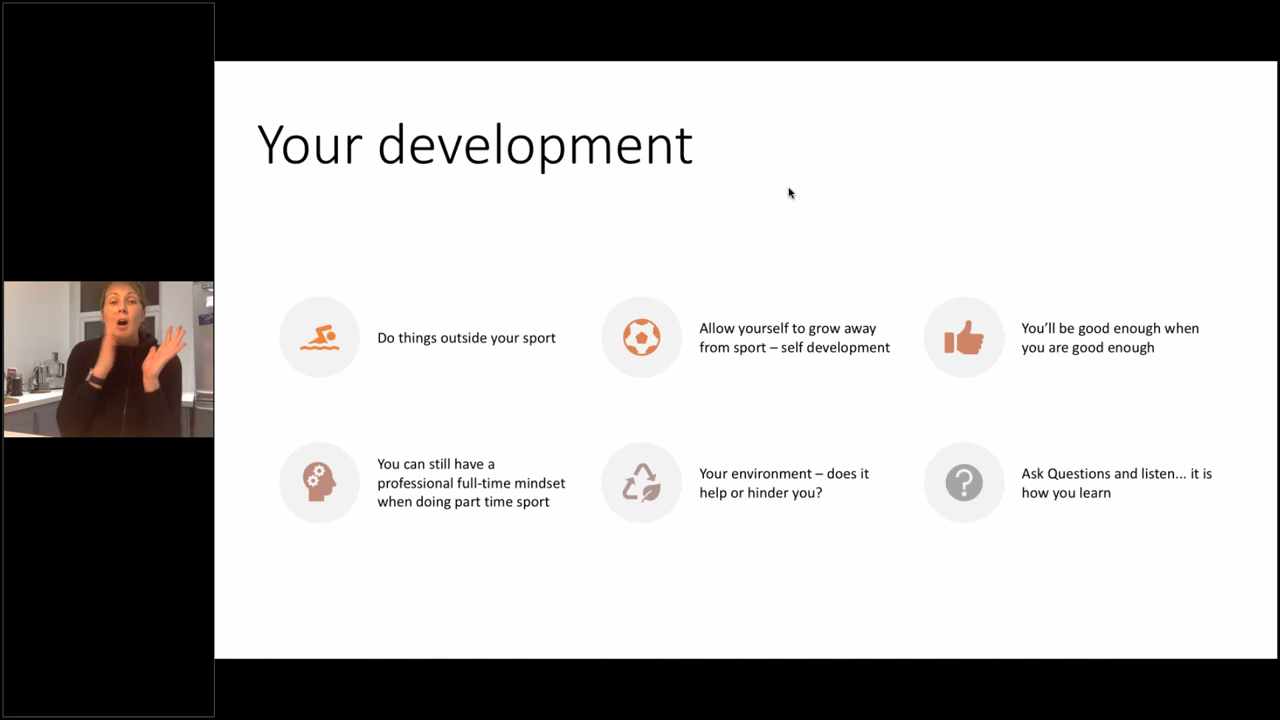 Your development
Do things outside your sport
Allow yourself to grow away
from sport – self development
You'll be good enough when
you are good enough
You can still have a
professional full-time mindset
when doing part time sport
Your environment – does it
help or hinder you?
Ask Questions and listen... it is
how you learn